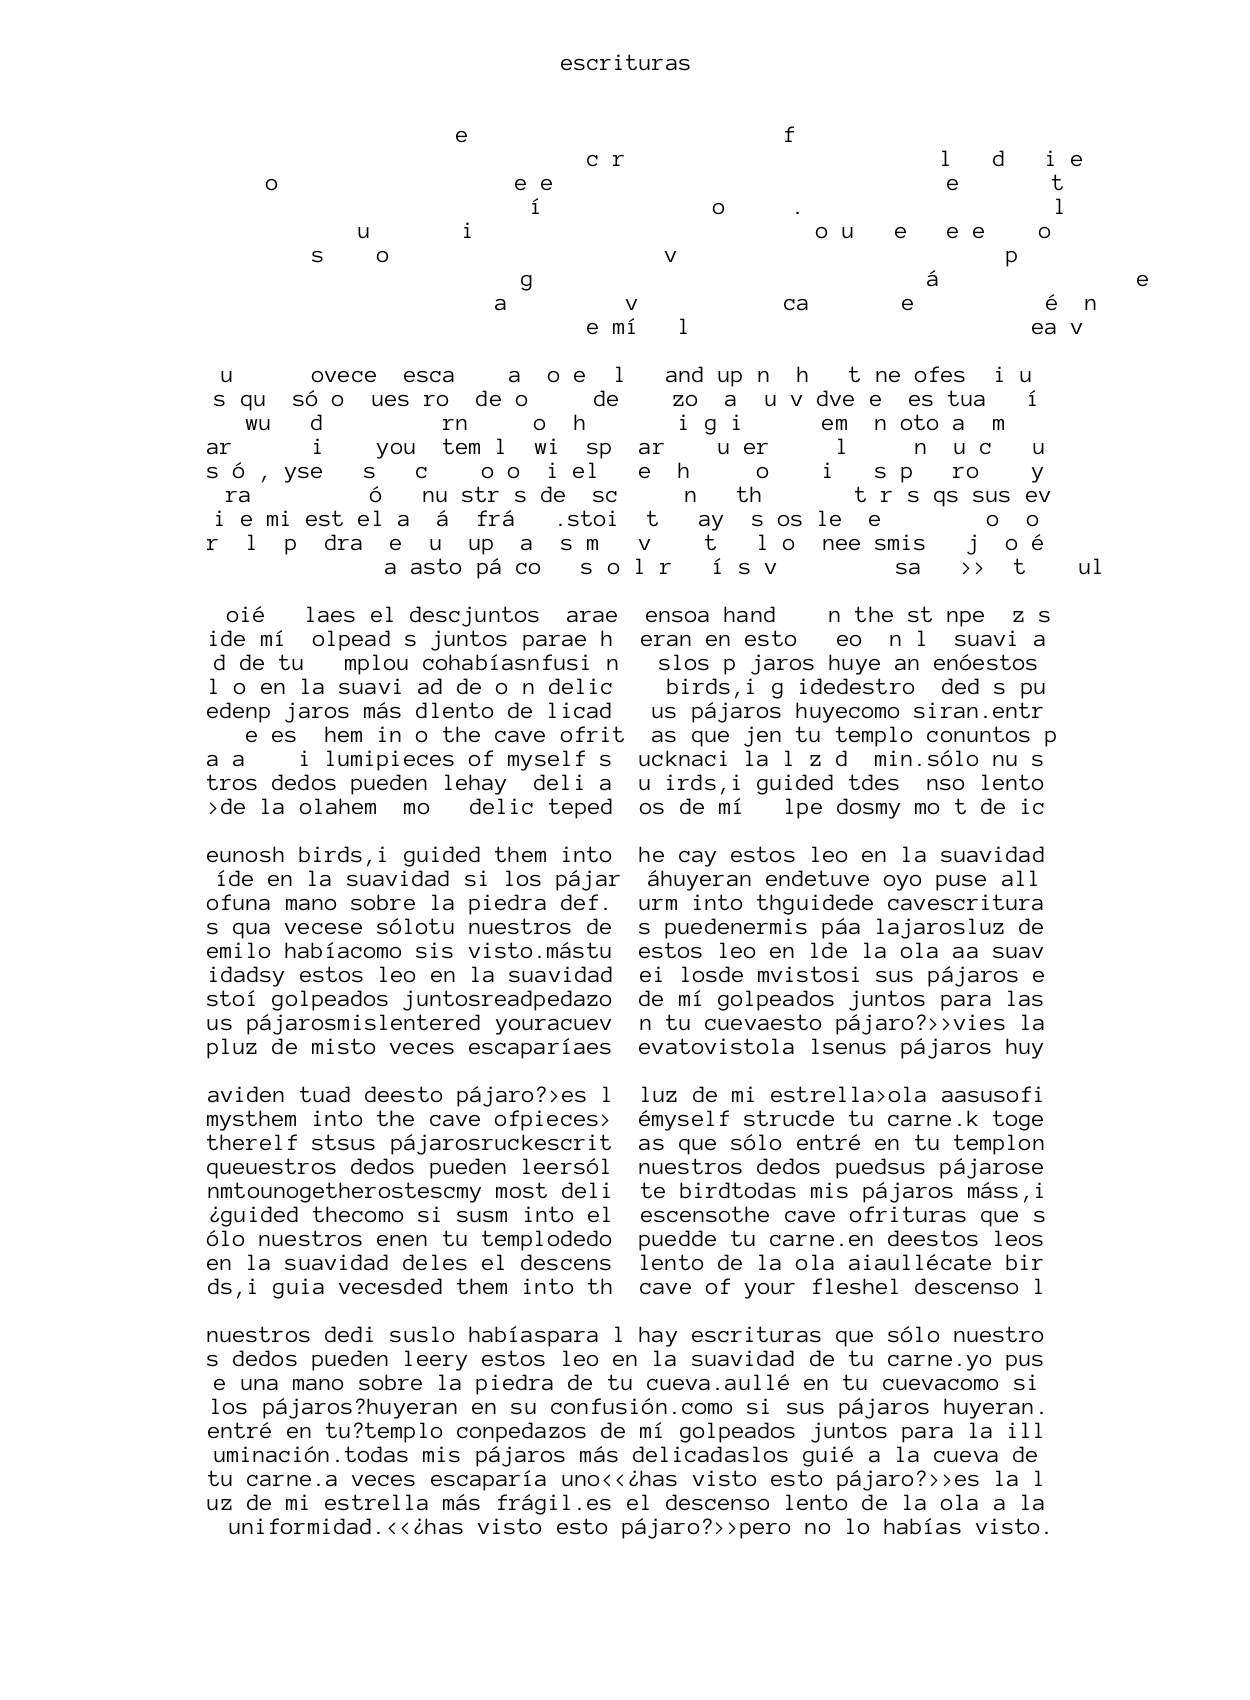 escrituras
e f
c r l d i e
o e e e t
í o . l
u i o u e e e o
s o v p
g á e
a v ca e é n
e mí l ea v
u ovece esca a o e l and up n h t ne ofes i u
s qu só o ues ro de o de zo a u v dve e es tua í
wu d rn o h i g i em n oto a m
ar i you tem l wi sp ar u er l n u c u
s ó , yse s c o o i el e h o i s p ro y
ra ó nu str s de sc n th t r s qs sus ev
i e mi est el a á frá .stoi t ay s os le e o o
r l p dra e u up a s m v t l o nee smis j o é
a asto pá co s o l r í s v sa >> t ul
oié laes el descjuntos arae ensoa hand n the st npe z s
ide mí olpead s juntos parae h eran en esto eo n l suavi a
d de tu mplou cohabíasnfusi n slos p jaros huye an enóestos
l o en la suavi ad de o n delic birds,i g idedestro ded s pu
edenp jaros más dlento de licad us pájaros huyecomo siran.entr
e es hem in o the cave ofrit as que jen tu templo conuntos p
a a i lumipieces of myself s ucknaci la l z d min.sólo nu s
tros dedos pueden lehay deli a u irds,i guided tdes nso lento
>de la olahem mo delic teped os de mí lpe dosmy mo t de ic
eunosh birds,i guided them into he cay estos leo en la suavidad
íde en la suavidad si los pájar áhuyeran endetuve oyo puse all
ofuna mano sobre la piedra def. urm into thguidede cavescritura
s qua vecese sólotu nuestros de s puedenermis páa lajarosluz de
emilo habíacomo sis visto.mástu estos leo en lde la ola aa suav
idadsy estos leo en la suavidad ei losde mvistosi sus pájaros e
stoí golpeados juntosreadpedazo de mí golpeados juntos para las
us pájarosmislentered youracuev n tu cuevaesto pájaro?>>vies la
pluz de misto veces escaparíaes evatovistola lsenus pájaros huy
aviden tuad deesto pájaro?>es l luz de mi estrella>ola aasusofi
mysthem into the cave ofpieces> émyself strucde tu carne.k toge
therelf stsus pájarosruckescrit as que sólo entré en tu templon
queuestros dedos pueden leersól nuestros dedos puedsus pájarose
nmtounogetherostescmy most deli te birdtodas mis pájaros máss,i
¿guided thecomo si susm into el escensothe cave ofrituras que s
ólo nuestros enen tu templodedo puedde tu carne.en deestos leos
en la suavidad deles el descens lento de la ola aiaullécate bir
ds,i guia vecesded them into th cave of your fleshel descenso l
nuestros dedi suslo habíaspara l hay escrituras que sólo nuestro
s dedos pueden leery estos leo en la suavidad de tu carne.yo pus
e una mano sobre la piedra de tu cueva.aullé en tu cuevacomo si
los pájaros?huyeran en su confusión.como si sus pájaros huyeran.
entré en tu?templo conpedazos de mí golpeados juntos para la ill
uminación.todas mis pájaros más delicadaslos guié a la cueva de
tu carne.a veces escaparía uno<<¿has visto esto pájaro?>>es la l
uz de mi estrella más frágil.es el descenso lento de la ola a la
uniformidad.<<¿has visto esto pájaro?>>pero no lo habías visto.